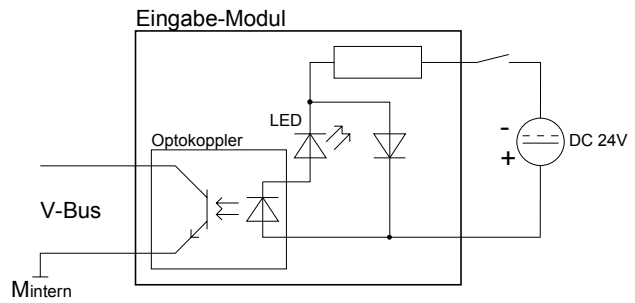 Eingabe-Modul
LED
Optokoppler
-
+
DC 24V
V-Bus
Mintern